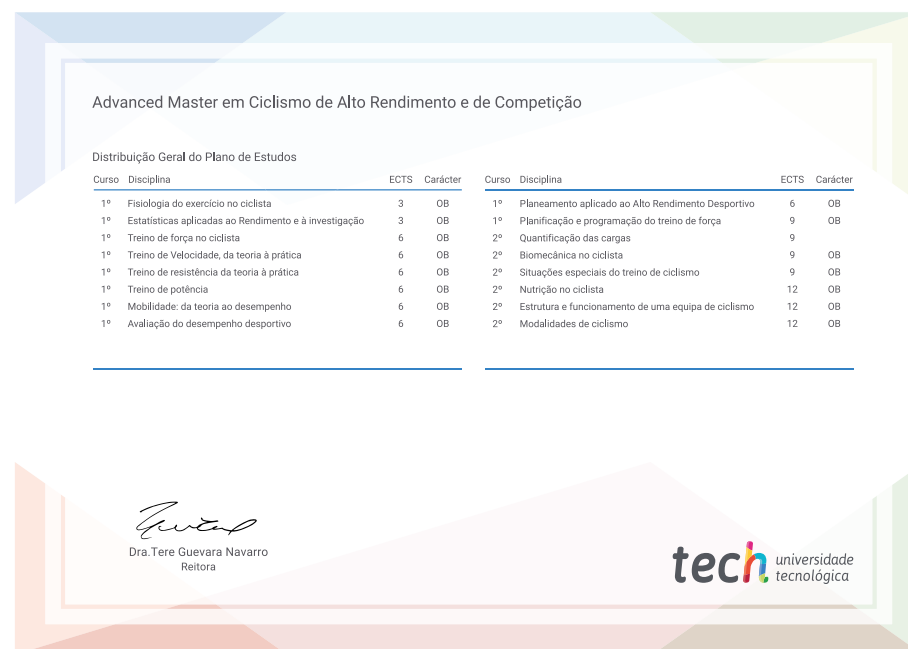 Advanced Master em Ciclismo de Alto Rendimento e de Competição
Distribuição Geral do Plano de Estudos
Curso Disciplina ECTS Carácter
1º Fisiologia do exercício no ciclista 3 OB
1º Estatísticas aplicadas ao Rendimento e à investigação 3 OB
1º Treino de força no ciclista 6 OB
1º Treino de Velocidade, da teoria à prática 6 OB
1º Treino de resistência da teoria à prática 6 OB
1º Treino de potência 6 OB
1º Mobilidade: da teoria ao desempenho 6 OB
1º Avaliação do desempenho desportivo 6 OB
Curso Disciplina ECTS Carácter
1º Planeamento aplicado ao Alto Rendimento Desportivo 6 OB
1º Planificação e programação do treino de força 9 OB
2º Quantificação das cargas 9
2º Biomecânica no ciclista 9 OB
2º Situações especiais do treino de ciclismo 9 OB
2º Nutrição no ciclista 12 OB
2º Estrutura e funcionamento de uma equipa de ciclismo 12 OB
2º Modalidades de ciclismo 12 OB
Dra.Tere Guevara Navarro
Reitora
tech universidade
tecnológica